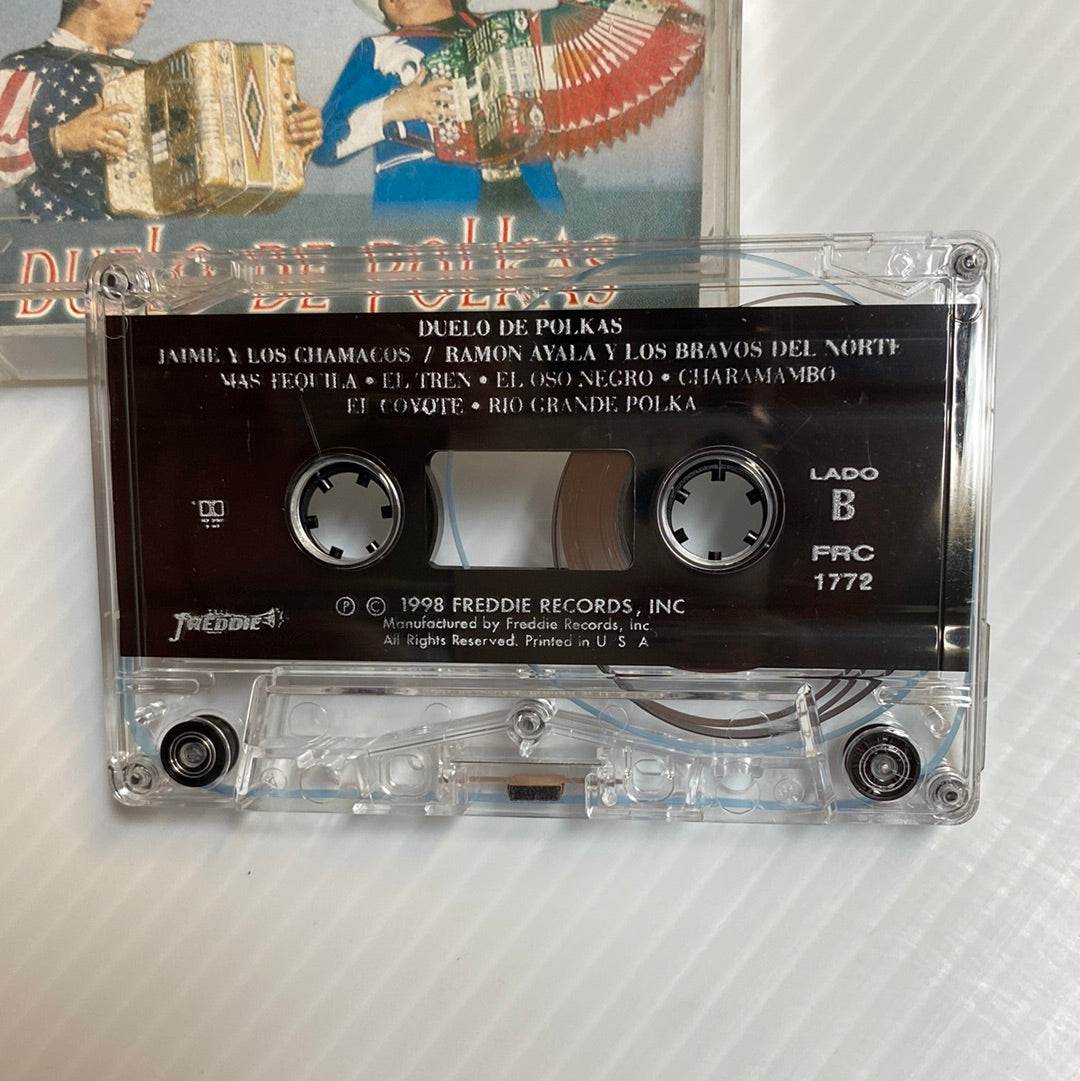 DUELO DE POLKAS
DUELO DE POLKAS
JAIME Y LOS CHAMACOS / RAMON AYALA Y LOS BRAVOS DEL NORTE
MAS TEQUILA • EL TREN • EL OSO NEGRO • CHARAMAMBO
EL COYOTE • RIO GRANDE POLKA
LADO
B
FRC
1772
FREDDIE
Ⓟ © 1998 FREDDIE RECORDS, INC
Manufactured by Freddie Records, Inc.
All Rights Reserved. Printed in U S A